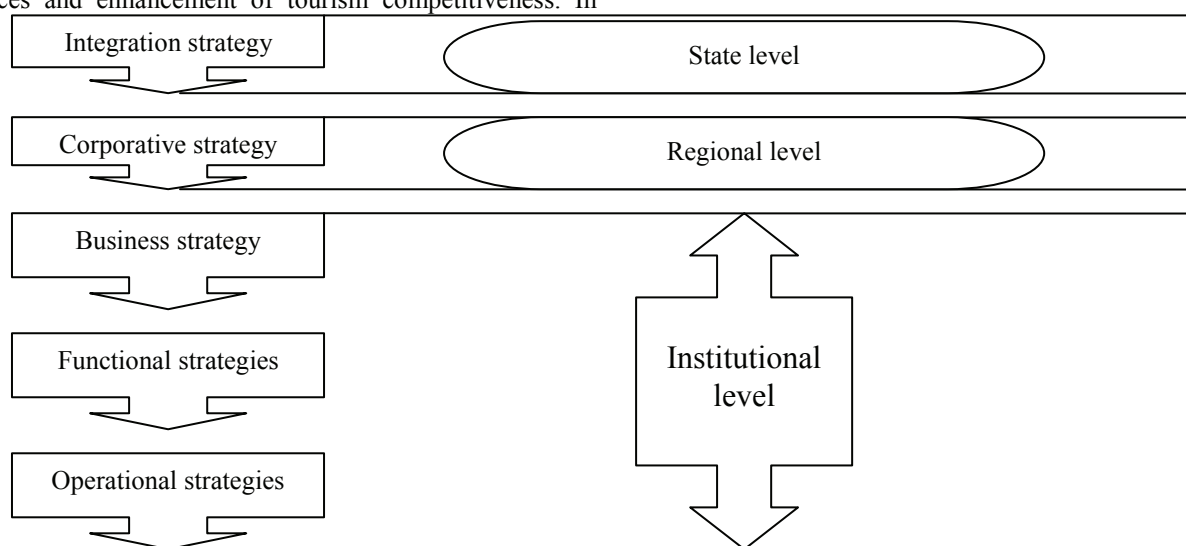 ces and enhancement of tourism competitiveness. In
Integration strategy
State level
Corporative strategy
Regional level
Business strategy
Functional strategies
Institutional
level
Operational strategies